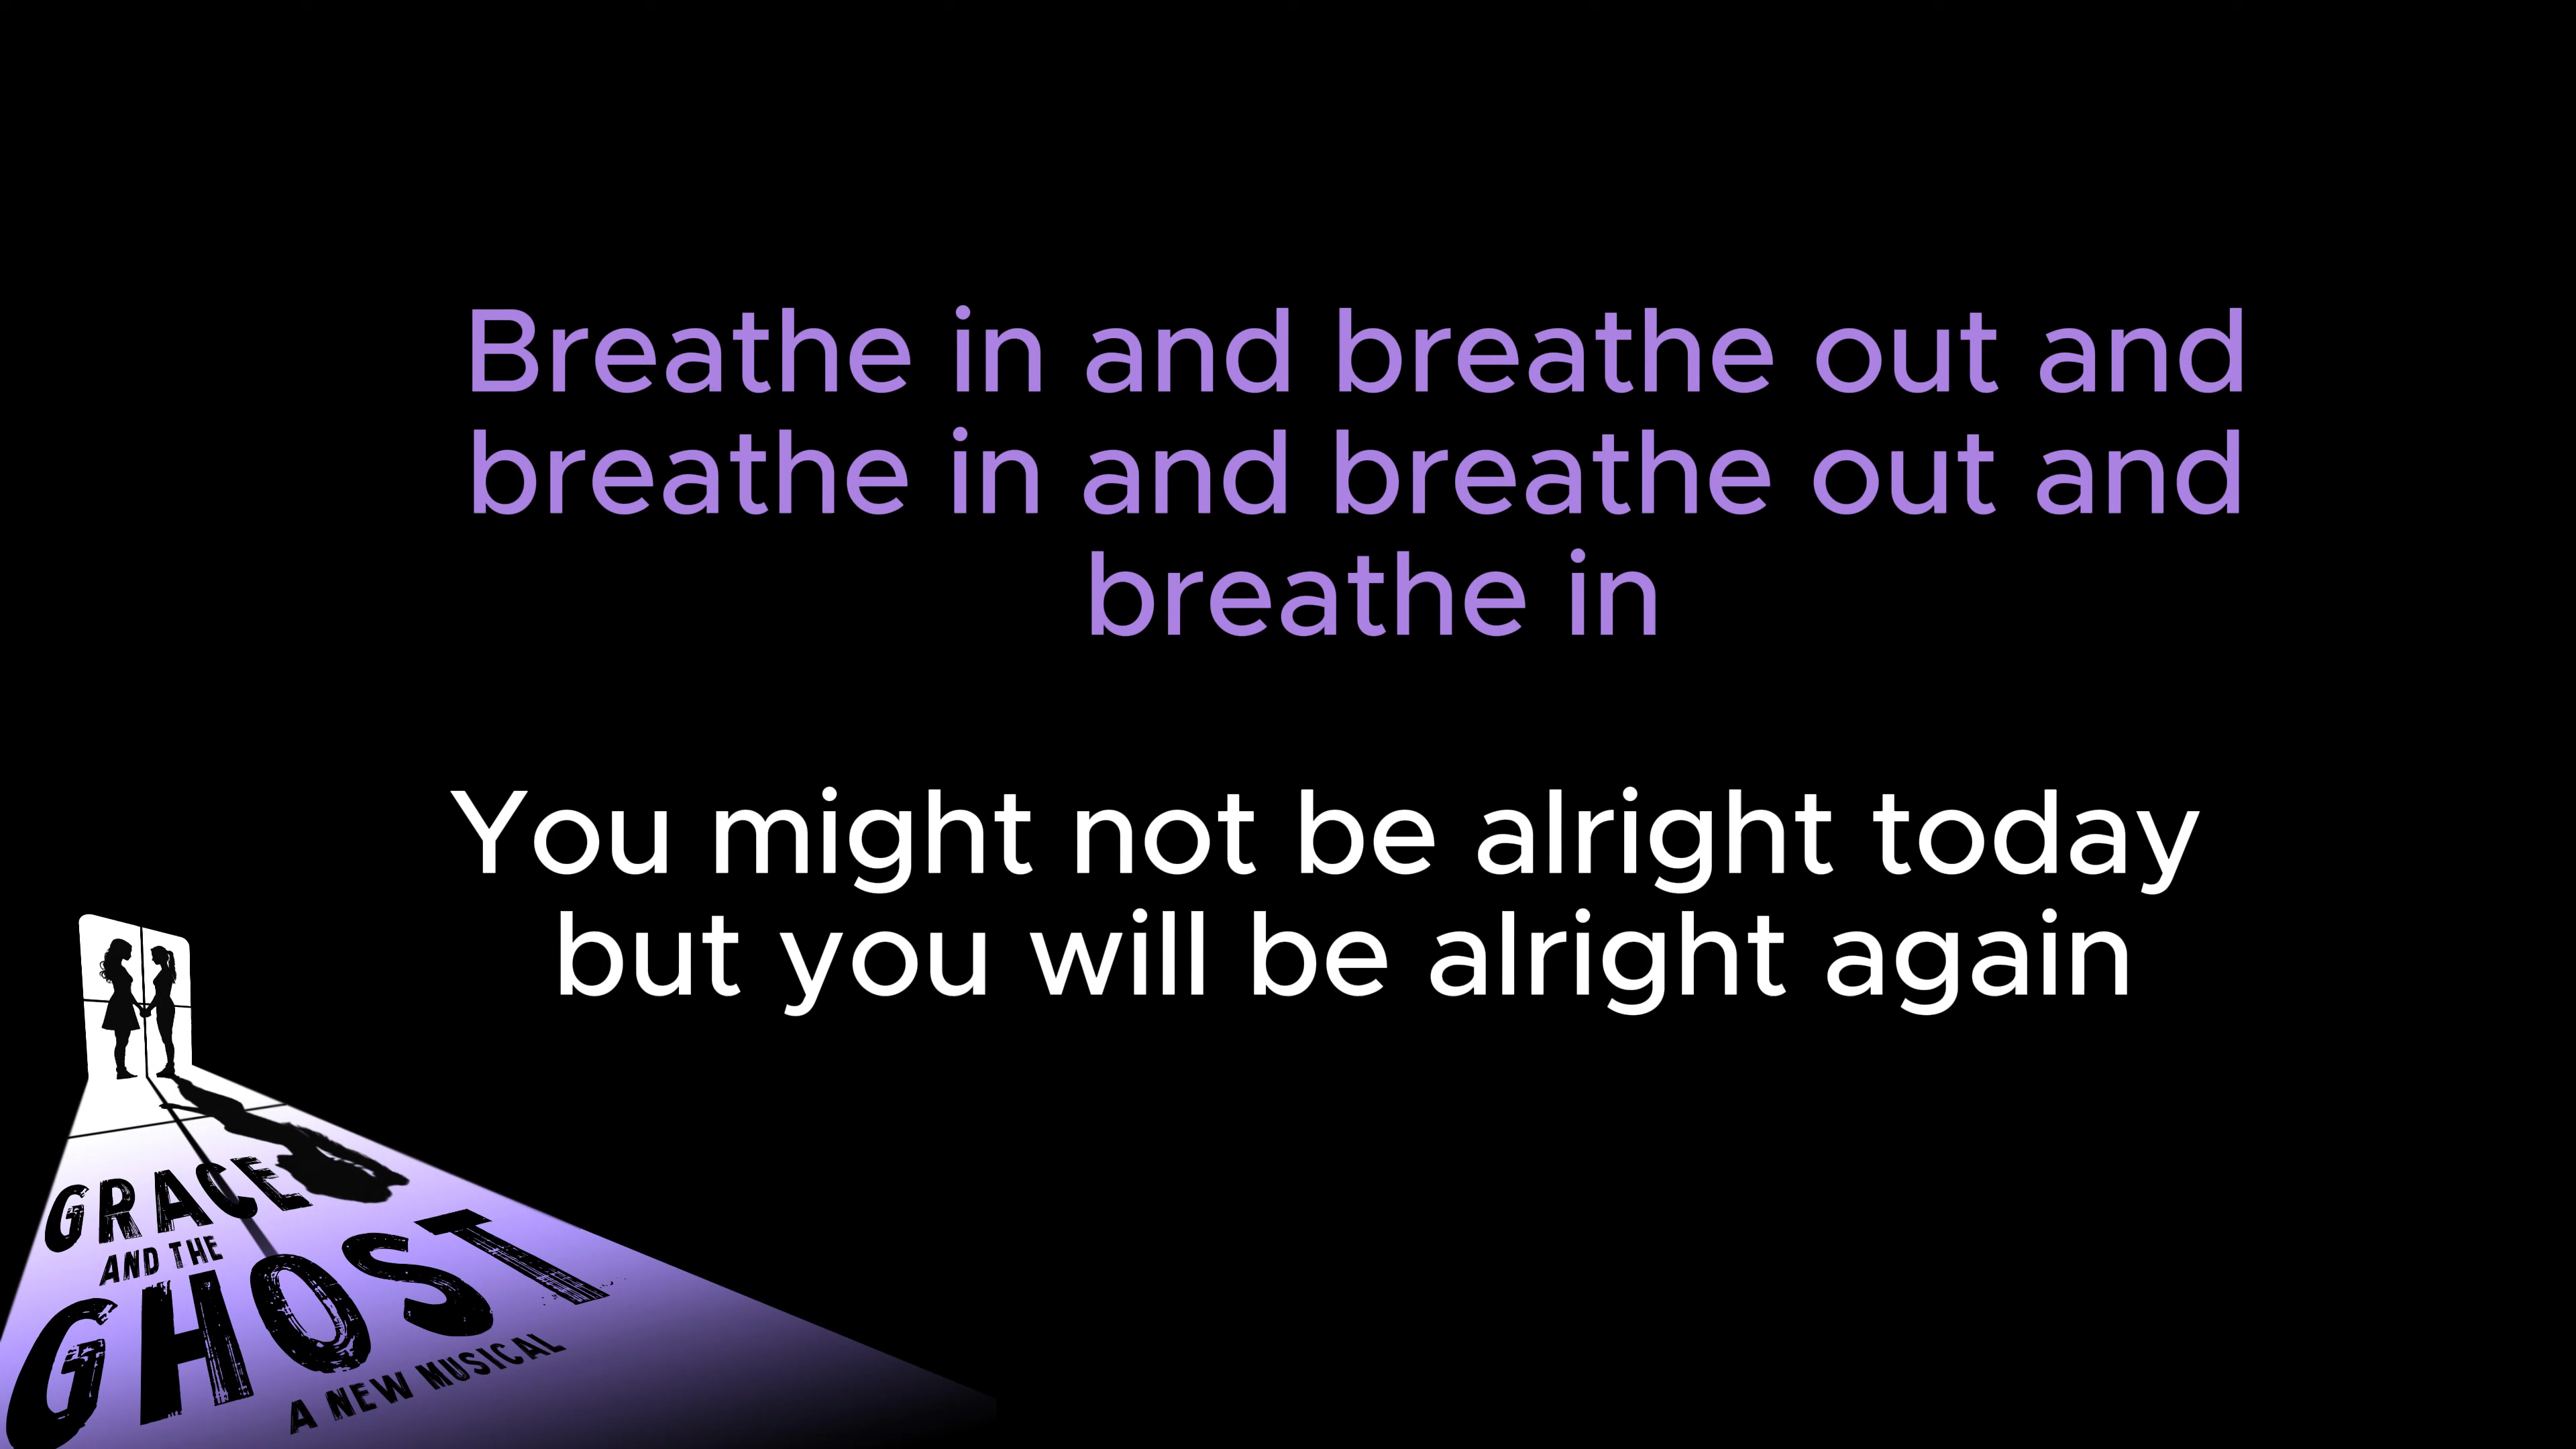 Breathe in and breathe out and
breathe in and breathe out and
breathe in
You might not be alright today
but you will be alright again
GRACE
AND THE
GHOST
A NEW MUSICAL